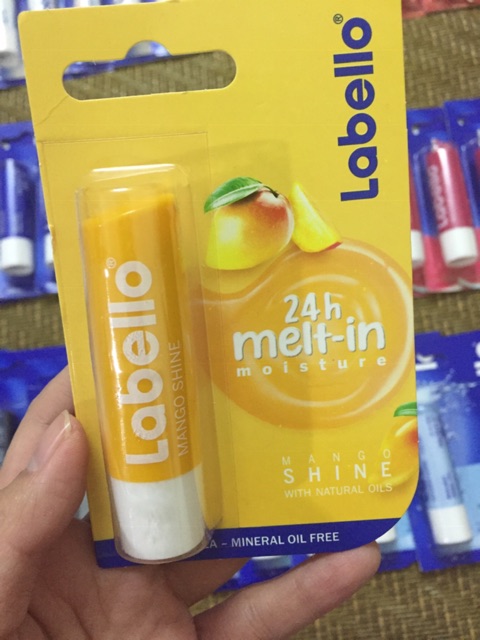 Labello®
24h
melt-in
moisture
MANGO
SHINE
WITH NATURAL OILS
– MINERAL OIL FREE
Labello®
MANGO SHINE